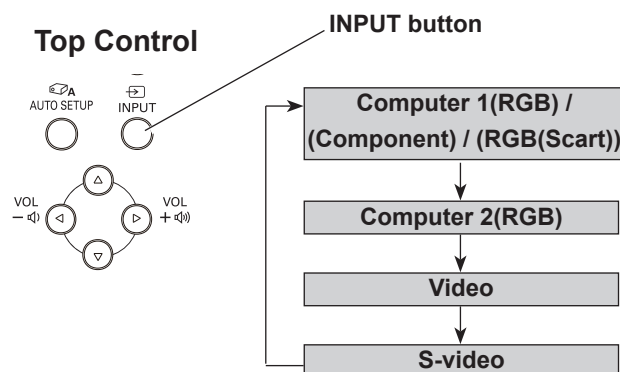 Top Control
INPUT button
A
AUTO SETUP
INPUT
VOL
–
VOL
+
Computer 1(RGB) /
(Component) / (RGB(Scart))
Computer 2(RGB)
Video
S-video